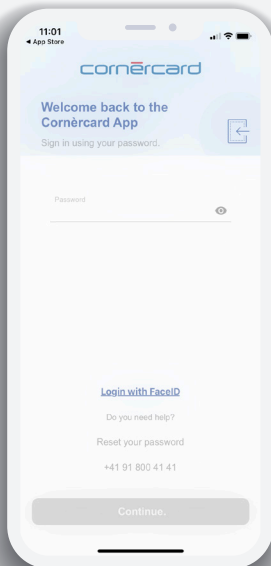 11:01
◀ App Store
cornèrcard
Welcome back to the
Cornèrcard App
Sign in using your password.
Password
Login with FaceID
Do you need help?
Reset your password
+41 91 800 41 41
Continue.